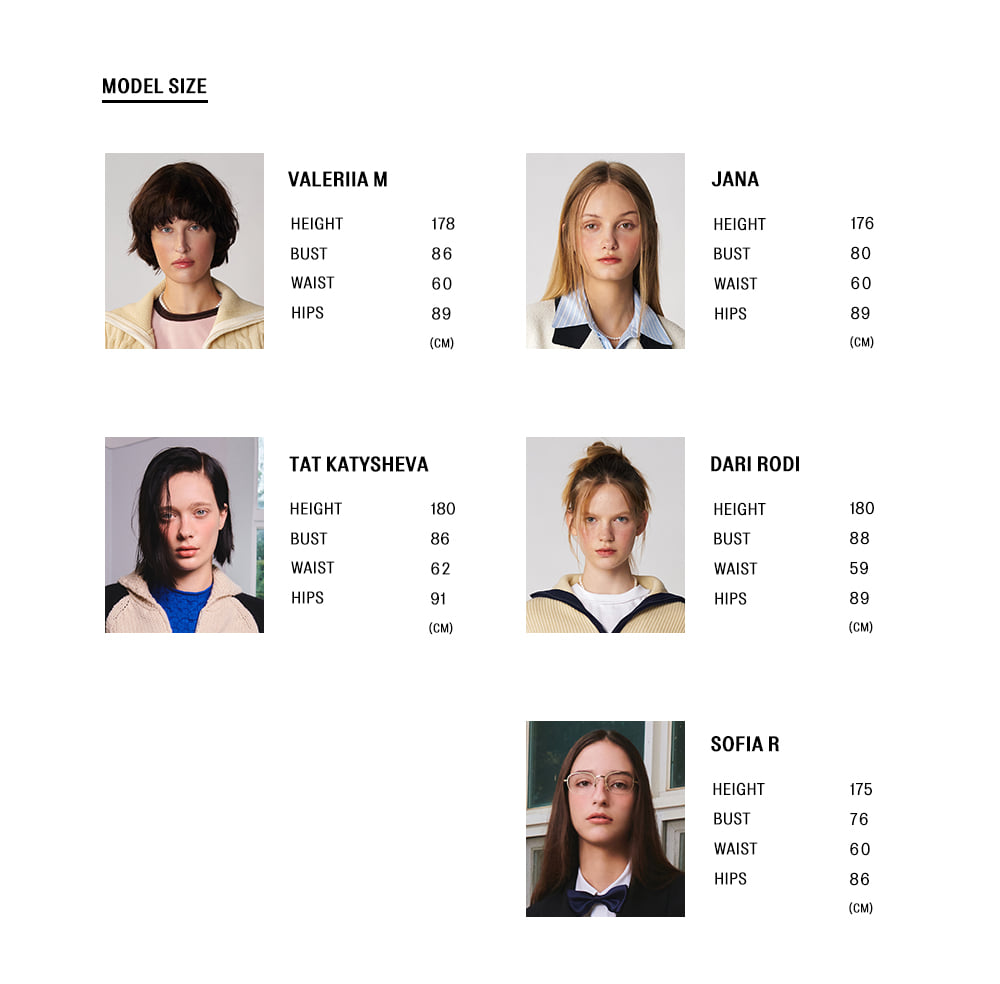 MODEL SIZE
VALERIIA M
HEIGHT 178
BUST 86
WAIST 60
HIPS 89
(CM)
JANA
HEIGHT 176
BUST 80
WAIST 60
HIPS 89
(CM)
TAT KATYSHEVA
HEIGHT 180
BUST 86
WAIST 62
HIPS 91
(CM)
DARI RODI
HEIGHT 180
BUST 88
WAIST 59
HIPS 89
(CM)
SOFIA R
HEIGHT 175
BUST 76
WAIST 60
HIPS 86
(CM)